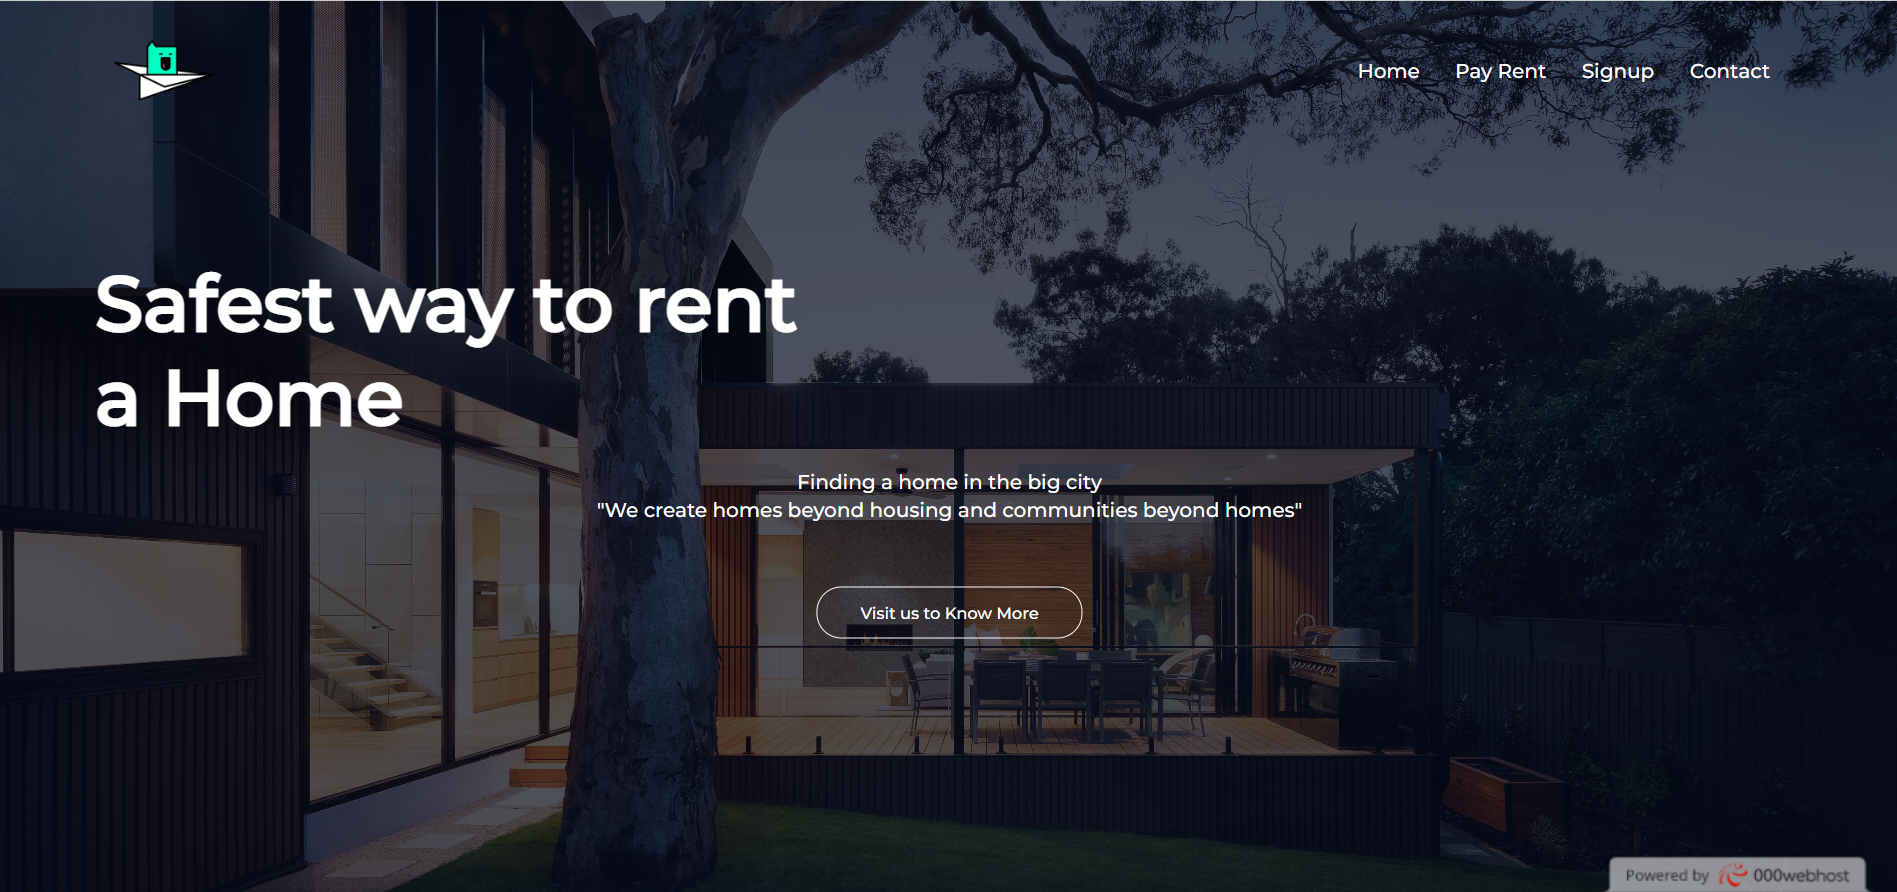 Home Pay Rent Signup Contact
Safest way to rent
a Home
Finding a home in the big city
"We create homes beyond housing and communities beyond homes"
Visit us to Know More
Powered by 000webhost